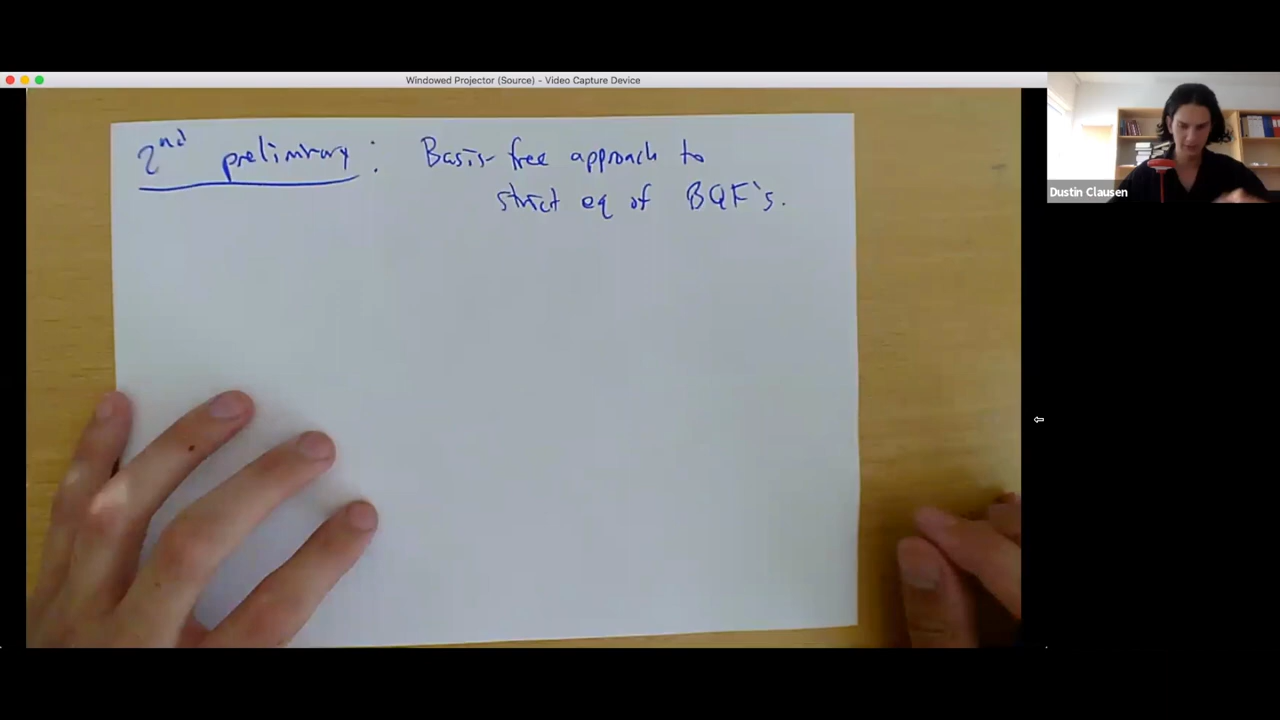 Windowed Projector (Source) - Video Capture Device
2nd preliminary: Basis-free approach to
strict eq of BQF's.
Dustin Clausen